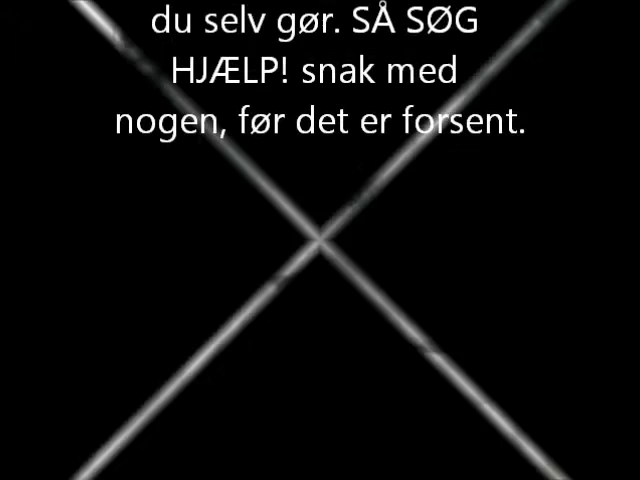 du selv gør. SÅ SØG
HJÆLP! snak med
nogen, før det er forsent.